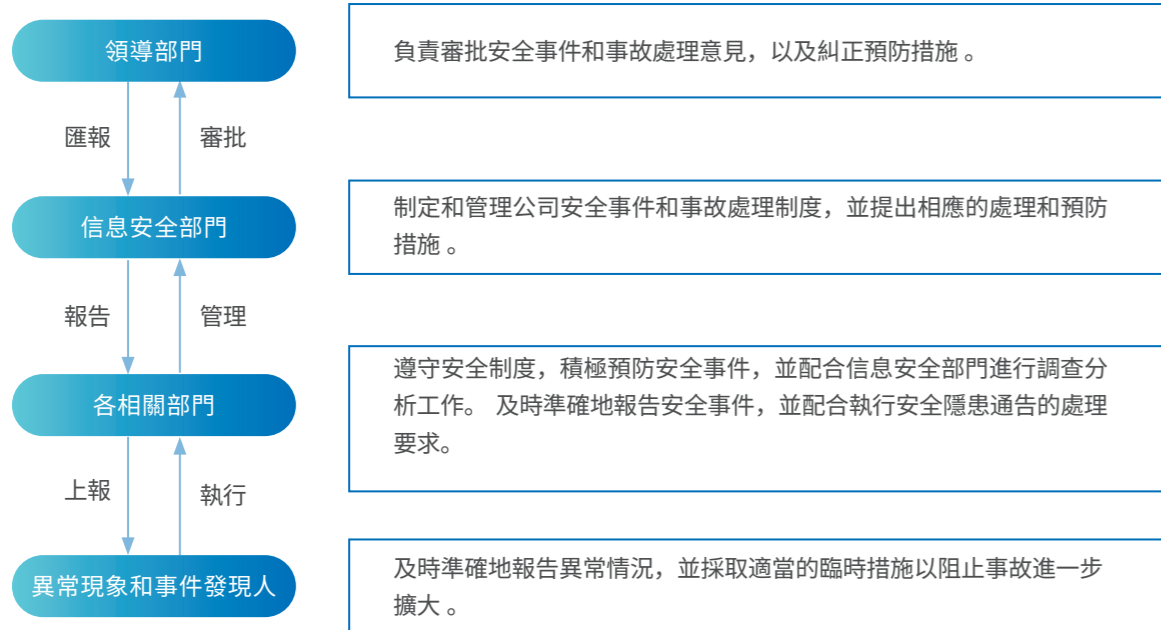 領導部門
負責審批安全事件和事故處理意見，以及糾正預防措施 。
匯報
審批
信息安全部門
制定和管理公司安全事件和事故處理制度，並提出相應的處理和預防
措施 。
報告
管理
各相關部門
遵守安全制度，積極預防安全事件，並配合信息安全部門進行調查分
析工作。 及時準確地報告安全事件，並配合執行安全隱患通告的處理
要求。
上報
執行
異常現象和事件發現人
及時準確地報告異常情況，並採取適當的臨時措施以阻止事故進一步
擴大 。